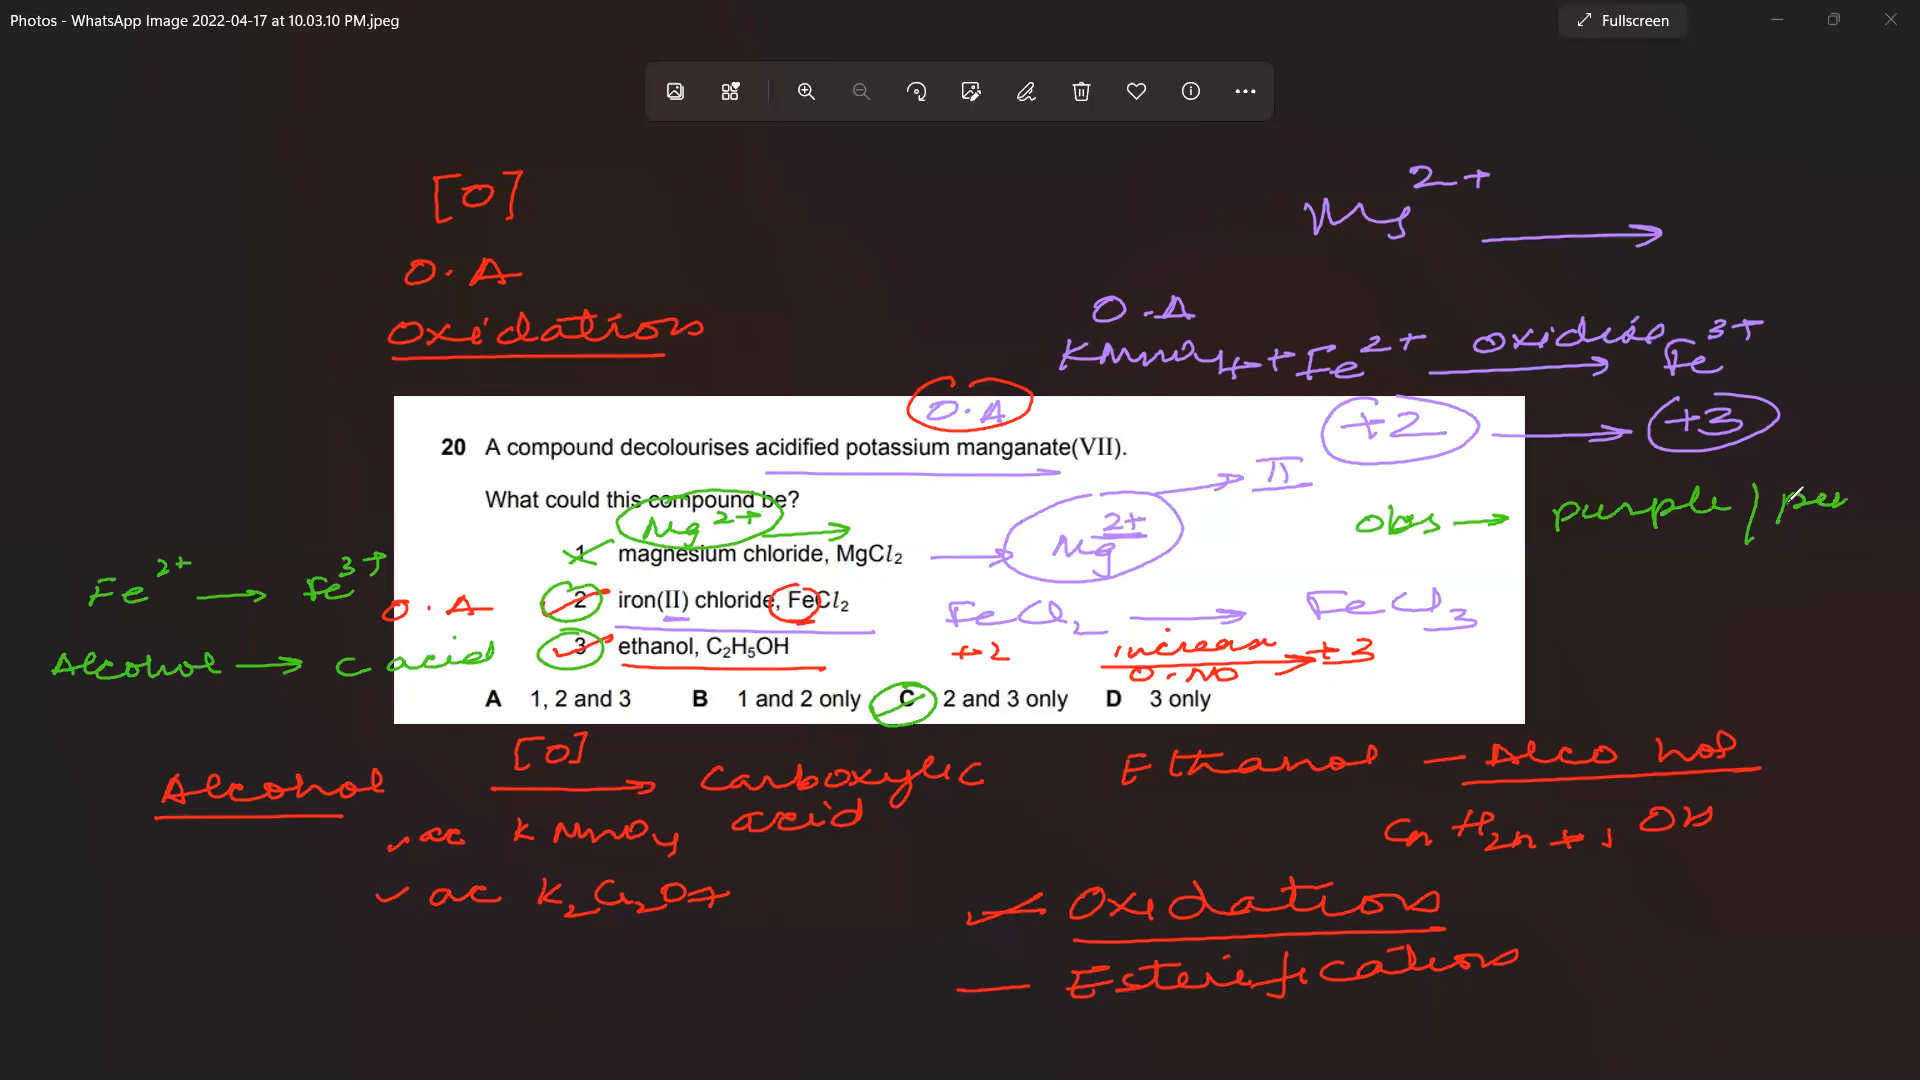 Photos - WhatsApp Image 2022-04-17 at 10.03.10 PM.jpeg
Fullscreen
[O]
O.A
Oxidation
Mg2+ →
O.A
KMnO4 + Fe2+ oxidises → Fe3+
+2 → +3
O.A
20 A compound decolourises acidified potassium manganate(VII).
What could this compound be?
Mg2+ →
1 magnesium chloride, MgCl2 → Mg2+ → II
obs → purple / 
2 iron(II) chloride, FeCl2
FeCl2 → FeCl3
+2 increase O.NO → +3
3 ethanol, C2H5OH
Fe2+ → Fe3+
O.A
Alcohol → C acid
A 1, 2 and 3 B 1 and 2 only C 2 and 3 only D 3 only
Alcohol [O] → Carboxylic acid
ac KMnO4
ac K2Cr2O7
Ethanol - Alcohol
CnH2n+1OH
Oxidation
Esterification